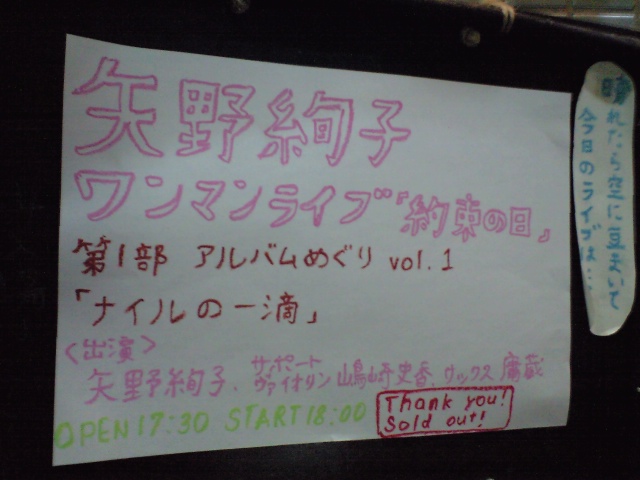 矢野絢子
ワンマンライブ「約束の日」
第1部 アルバムめぐり vol.1
「ナイルの一滴」
<出演>
矢野絢子、サポート ヴァイオリン 嶋崎史香、サックス 廣蔵
OPEN 17:30 START 18:00
Thank you!
Sold out!
晴れたら空に豆まいて
今日のライブは...